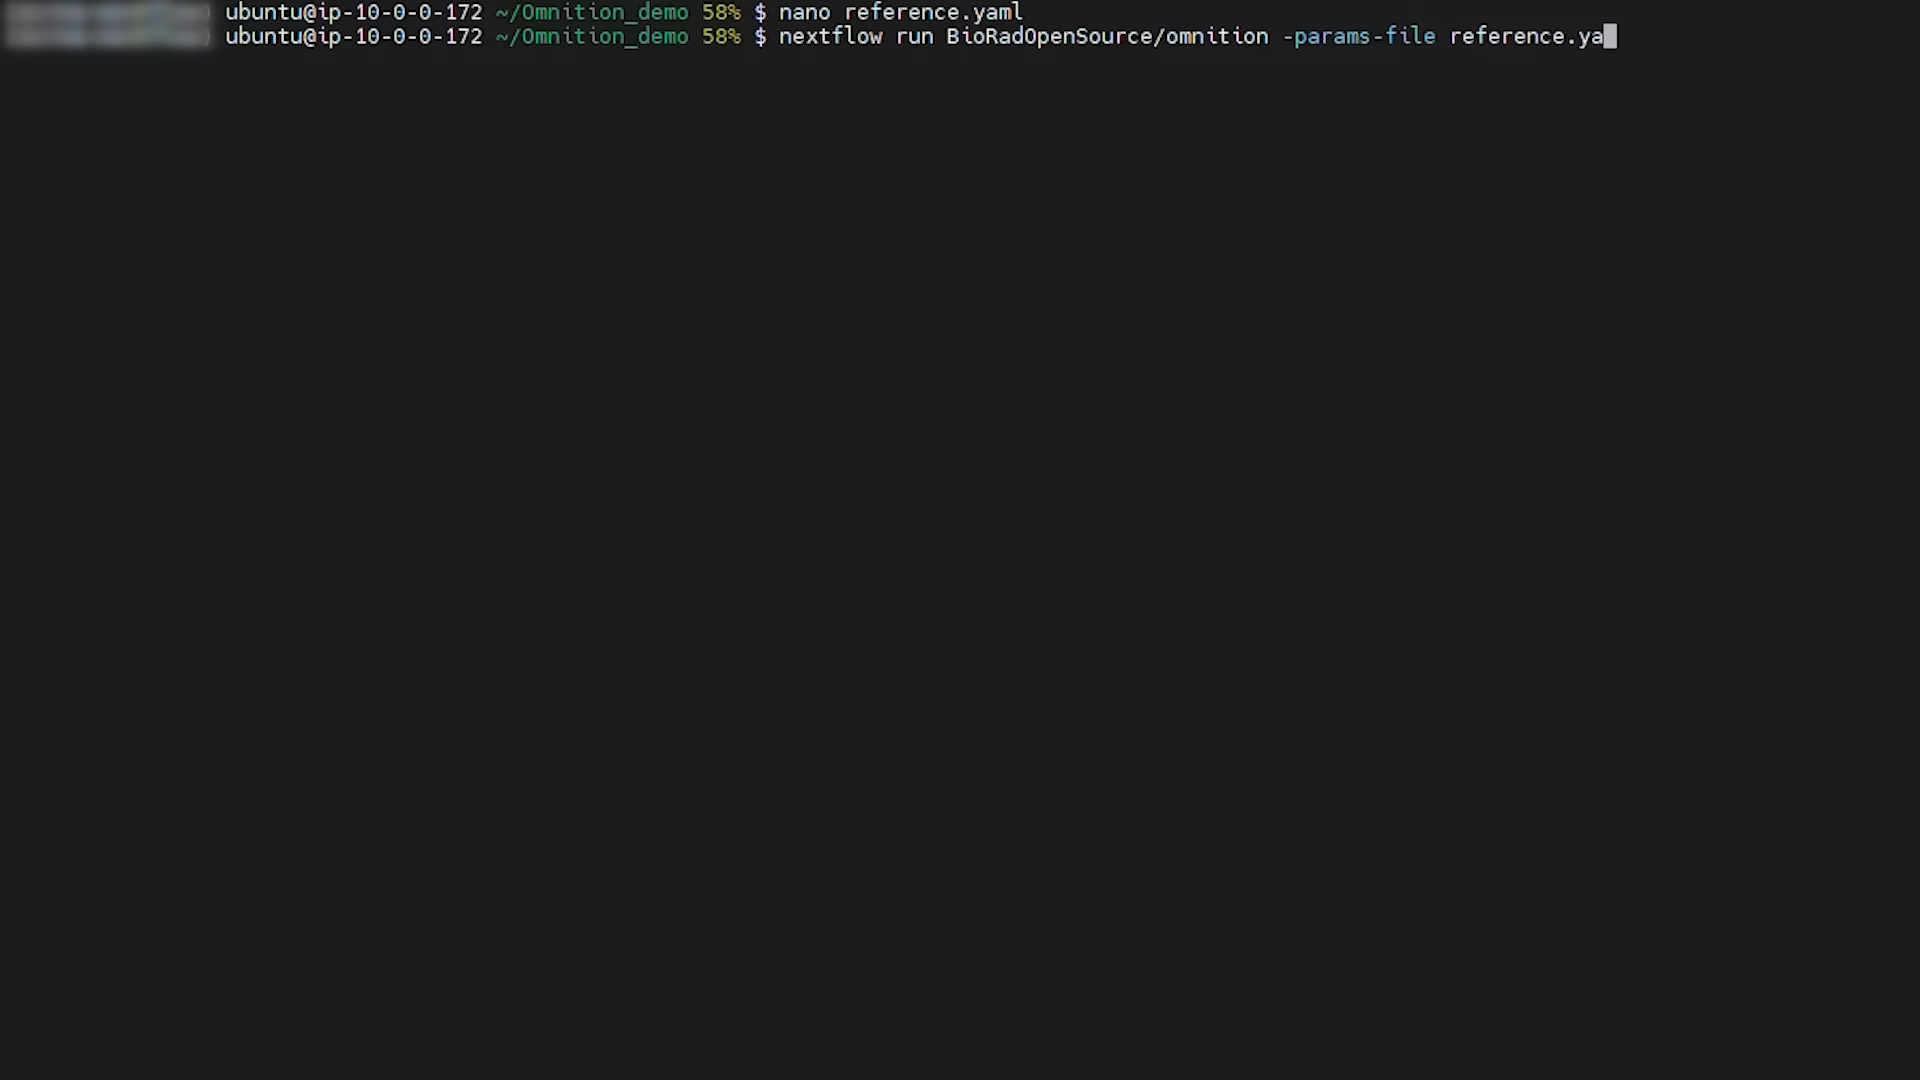 ubuntu@ip-10-0-0-172 ~/Omnition_demo 58% $ nano reference.yaml
ubuntu@ip-10-0-0-172 ~/Omnition_demo 58% $ nextflow run BioRadOpenSource/omnition -params-file reference.ya